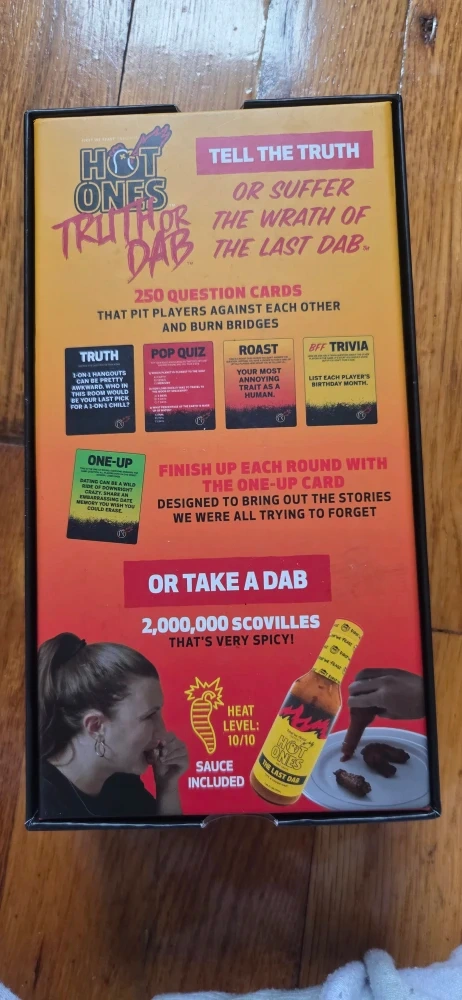 HOT
ONES
TRUTH OR
DAB
TELL THE TRUTH
OR SUFFER
THE WRATH OF
THE LAST DAB™
250 QUESTION CARDS
THAT PIT PLAYERS AGAINST EACH OTHER
AND BURN BRIDGES
TRUTH
1-ON-1 HANGOUTS
CAN BE PRETTY
AWKWARD. WHO IN
THIS ROOM WOULD
BE YOUR LAST PICK
FOR A 1-ON-1 CHILL?
POP QUIZ
ROAST
YOUR MOST
ANNOYING
TRAIT AS A
HUMAN.
BFF TRIVIA
LIST EACH PLAYER'S
BIRTHDAY MONTH.
ONE-UP
DATING CAN BE A WILD
RIDE OF DOWNRIGHT
CRAZY. SHARE AN
EMBARRASSING DATE
MEMORY YOU WISH YOU
COULD ERASE.
FINISH UP EACH ROUND WITH
THE ONE-UP CARD
DESIGNED TO BRING OUT THE STORIES
WE WERE ALL TRYING TO FORGET
OR TAKE A DAB
2,000,000 SCOVILLES
THAT'S VERY SPICY!
HEAT
LEVEL:
10/10
SAUCE
INCLUDED
HOT
ONES
THE LAST DAB